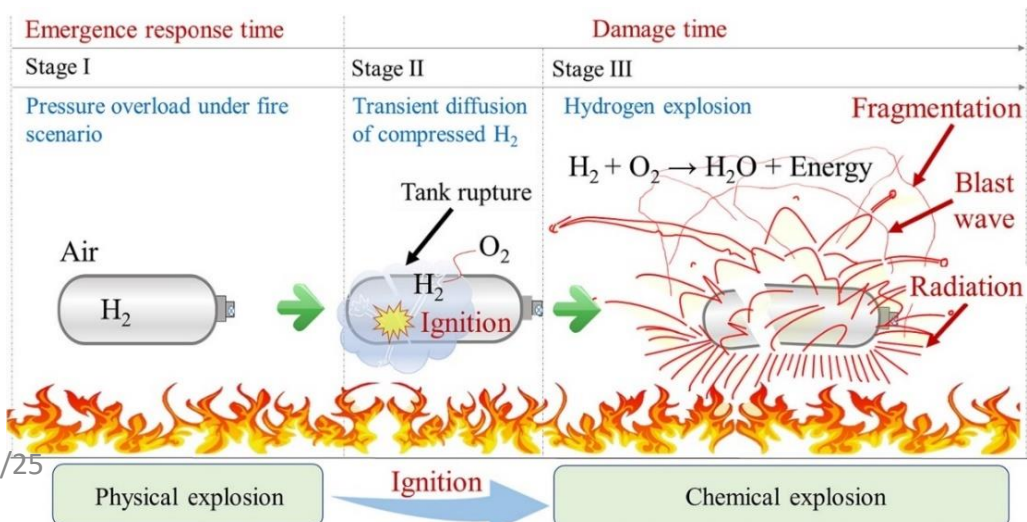 Emergence response time
Damage time
Stage I
Stage II
Stage III
Pressure overload under fire
scenario
Transient diffusion
of compressed H₂
Hydrogen explosion
Fragmentation
H₂ + O₂ → H₂O + Energy
Blast
wave
Tank rupture
Air
O₂
H₂
H₂
Ignition
Radiation
/25
Physical explosion
Ignition
Chemical explosion